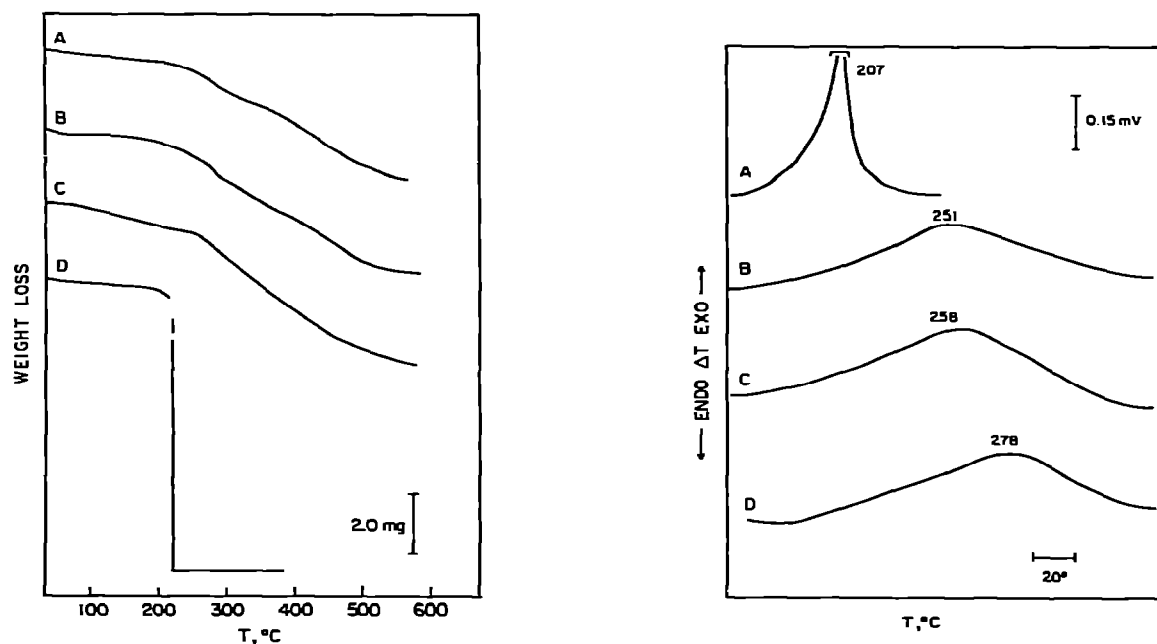 A
B
C
D
WEIGHT LOSS
2.0 mg
100 200 300 400 500 600
T, °C
207
0.15 mV
A
251
B
← ENDO ΔT EXO →
258
C
278
D
20°
T, °C